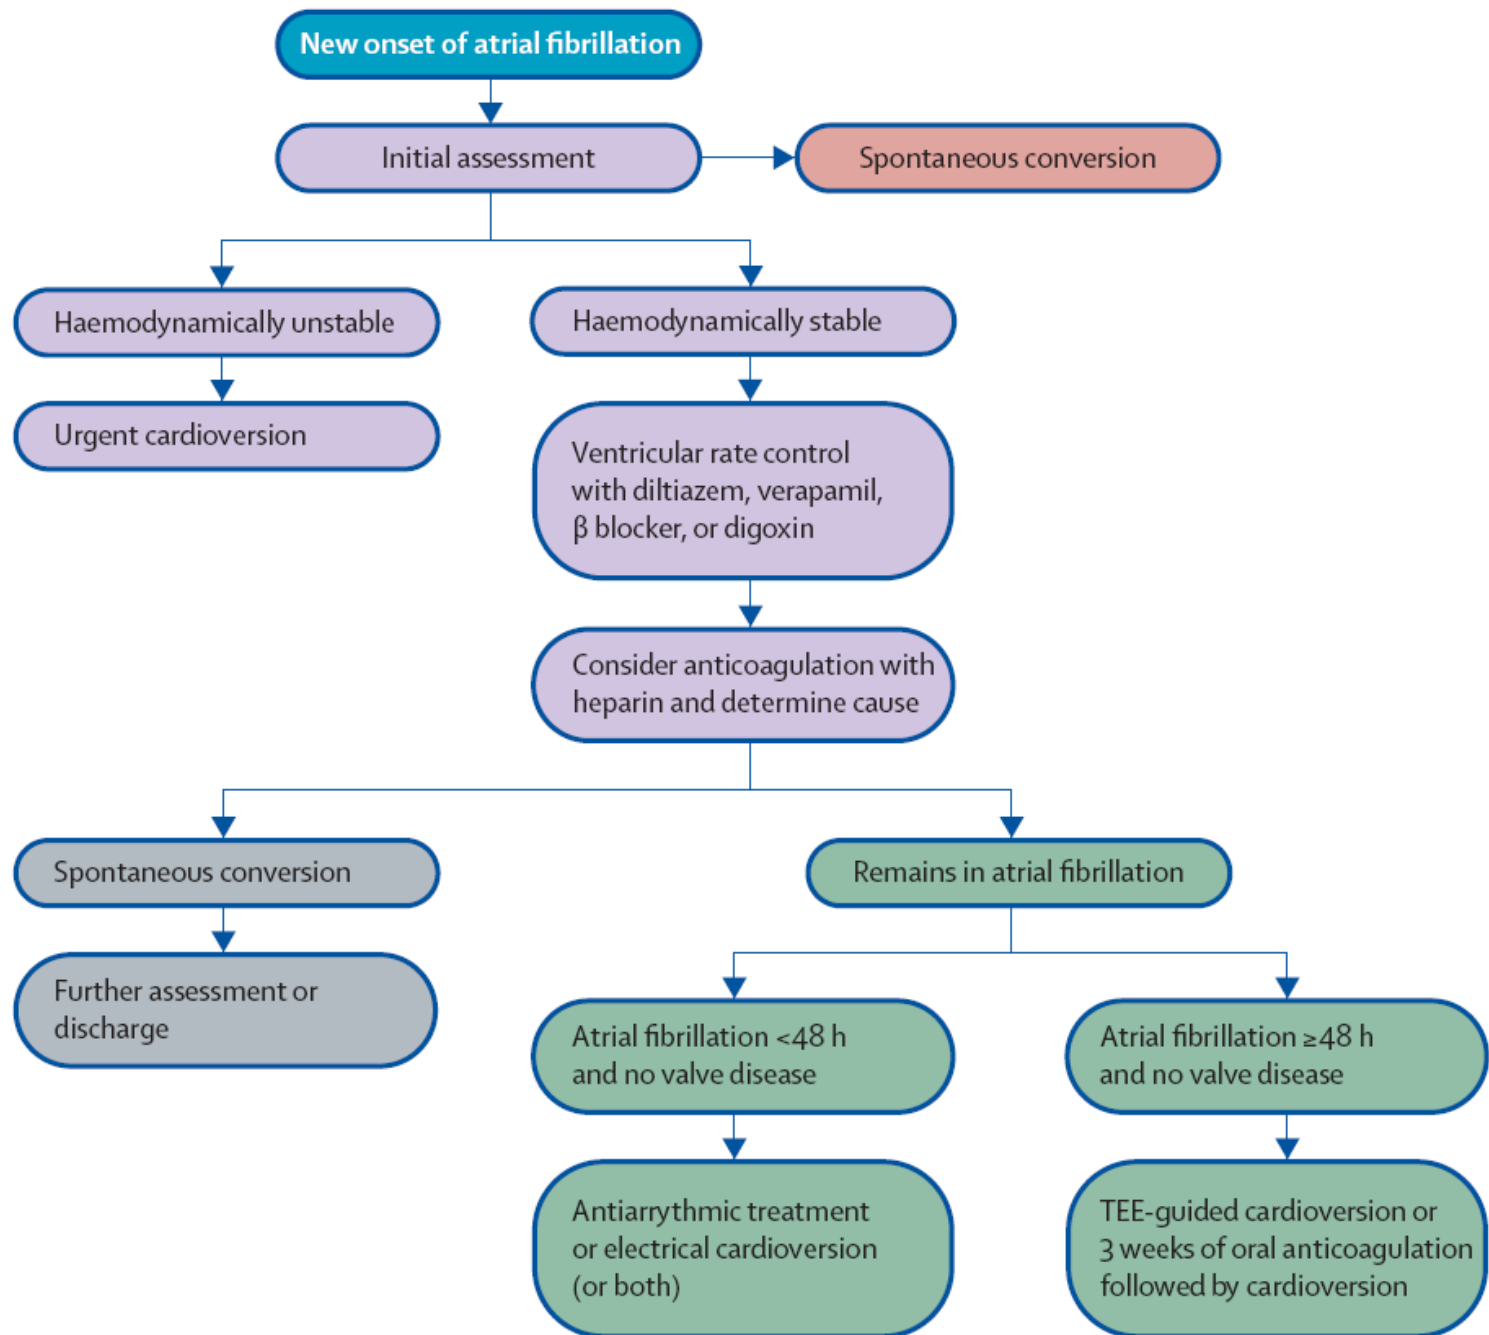 New onset of atrial fibrillation
Initial assessment
Spontaneous conversion
Haemodynamically unstable
Haemodynamically stable
Urgent cardioversion
Ventricular rate control
with diltiazem, verapamil,
β blocker, or digoxin
Consider anticoagulation with
heparin and determine cause
Spontaneous conversion
Remains in atrial fibrillation
Further assessment or
discharge
Atrial fibrillation <48 h
and no valve disease
Atrial fibrillation ≥48 h
and no valve disease
Antiarrythmic treatment
or electrical cardioversion
(or both)
TEE-guided cardioversion or
3 weeks of oral anticoagulation
followed by cardioversion